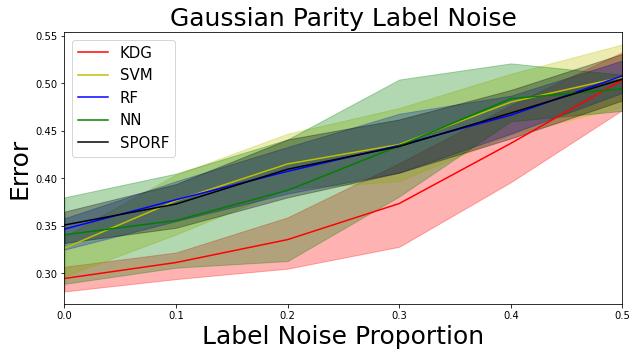 Gaussian Parity Label Noise
KDG
SVM
RF
NN
SPORF
Error
0.55
0.50
0.45
0.40
0.35
0.30
0.0 0.1 0.2 0.3 0.4 0.5
Label Noise Proportion